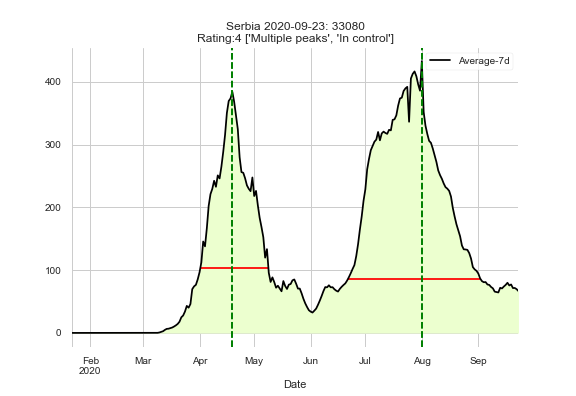 Serbia 2020-09-23: 33080
Rating:4 ['Multiple peaks', 'In control']
Average-7d
400
300
200
100
0
Feb
2020
Mar
Apr
May
Jun
Jul
Aug
Sep
Date